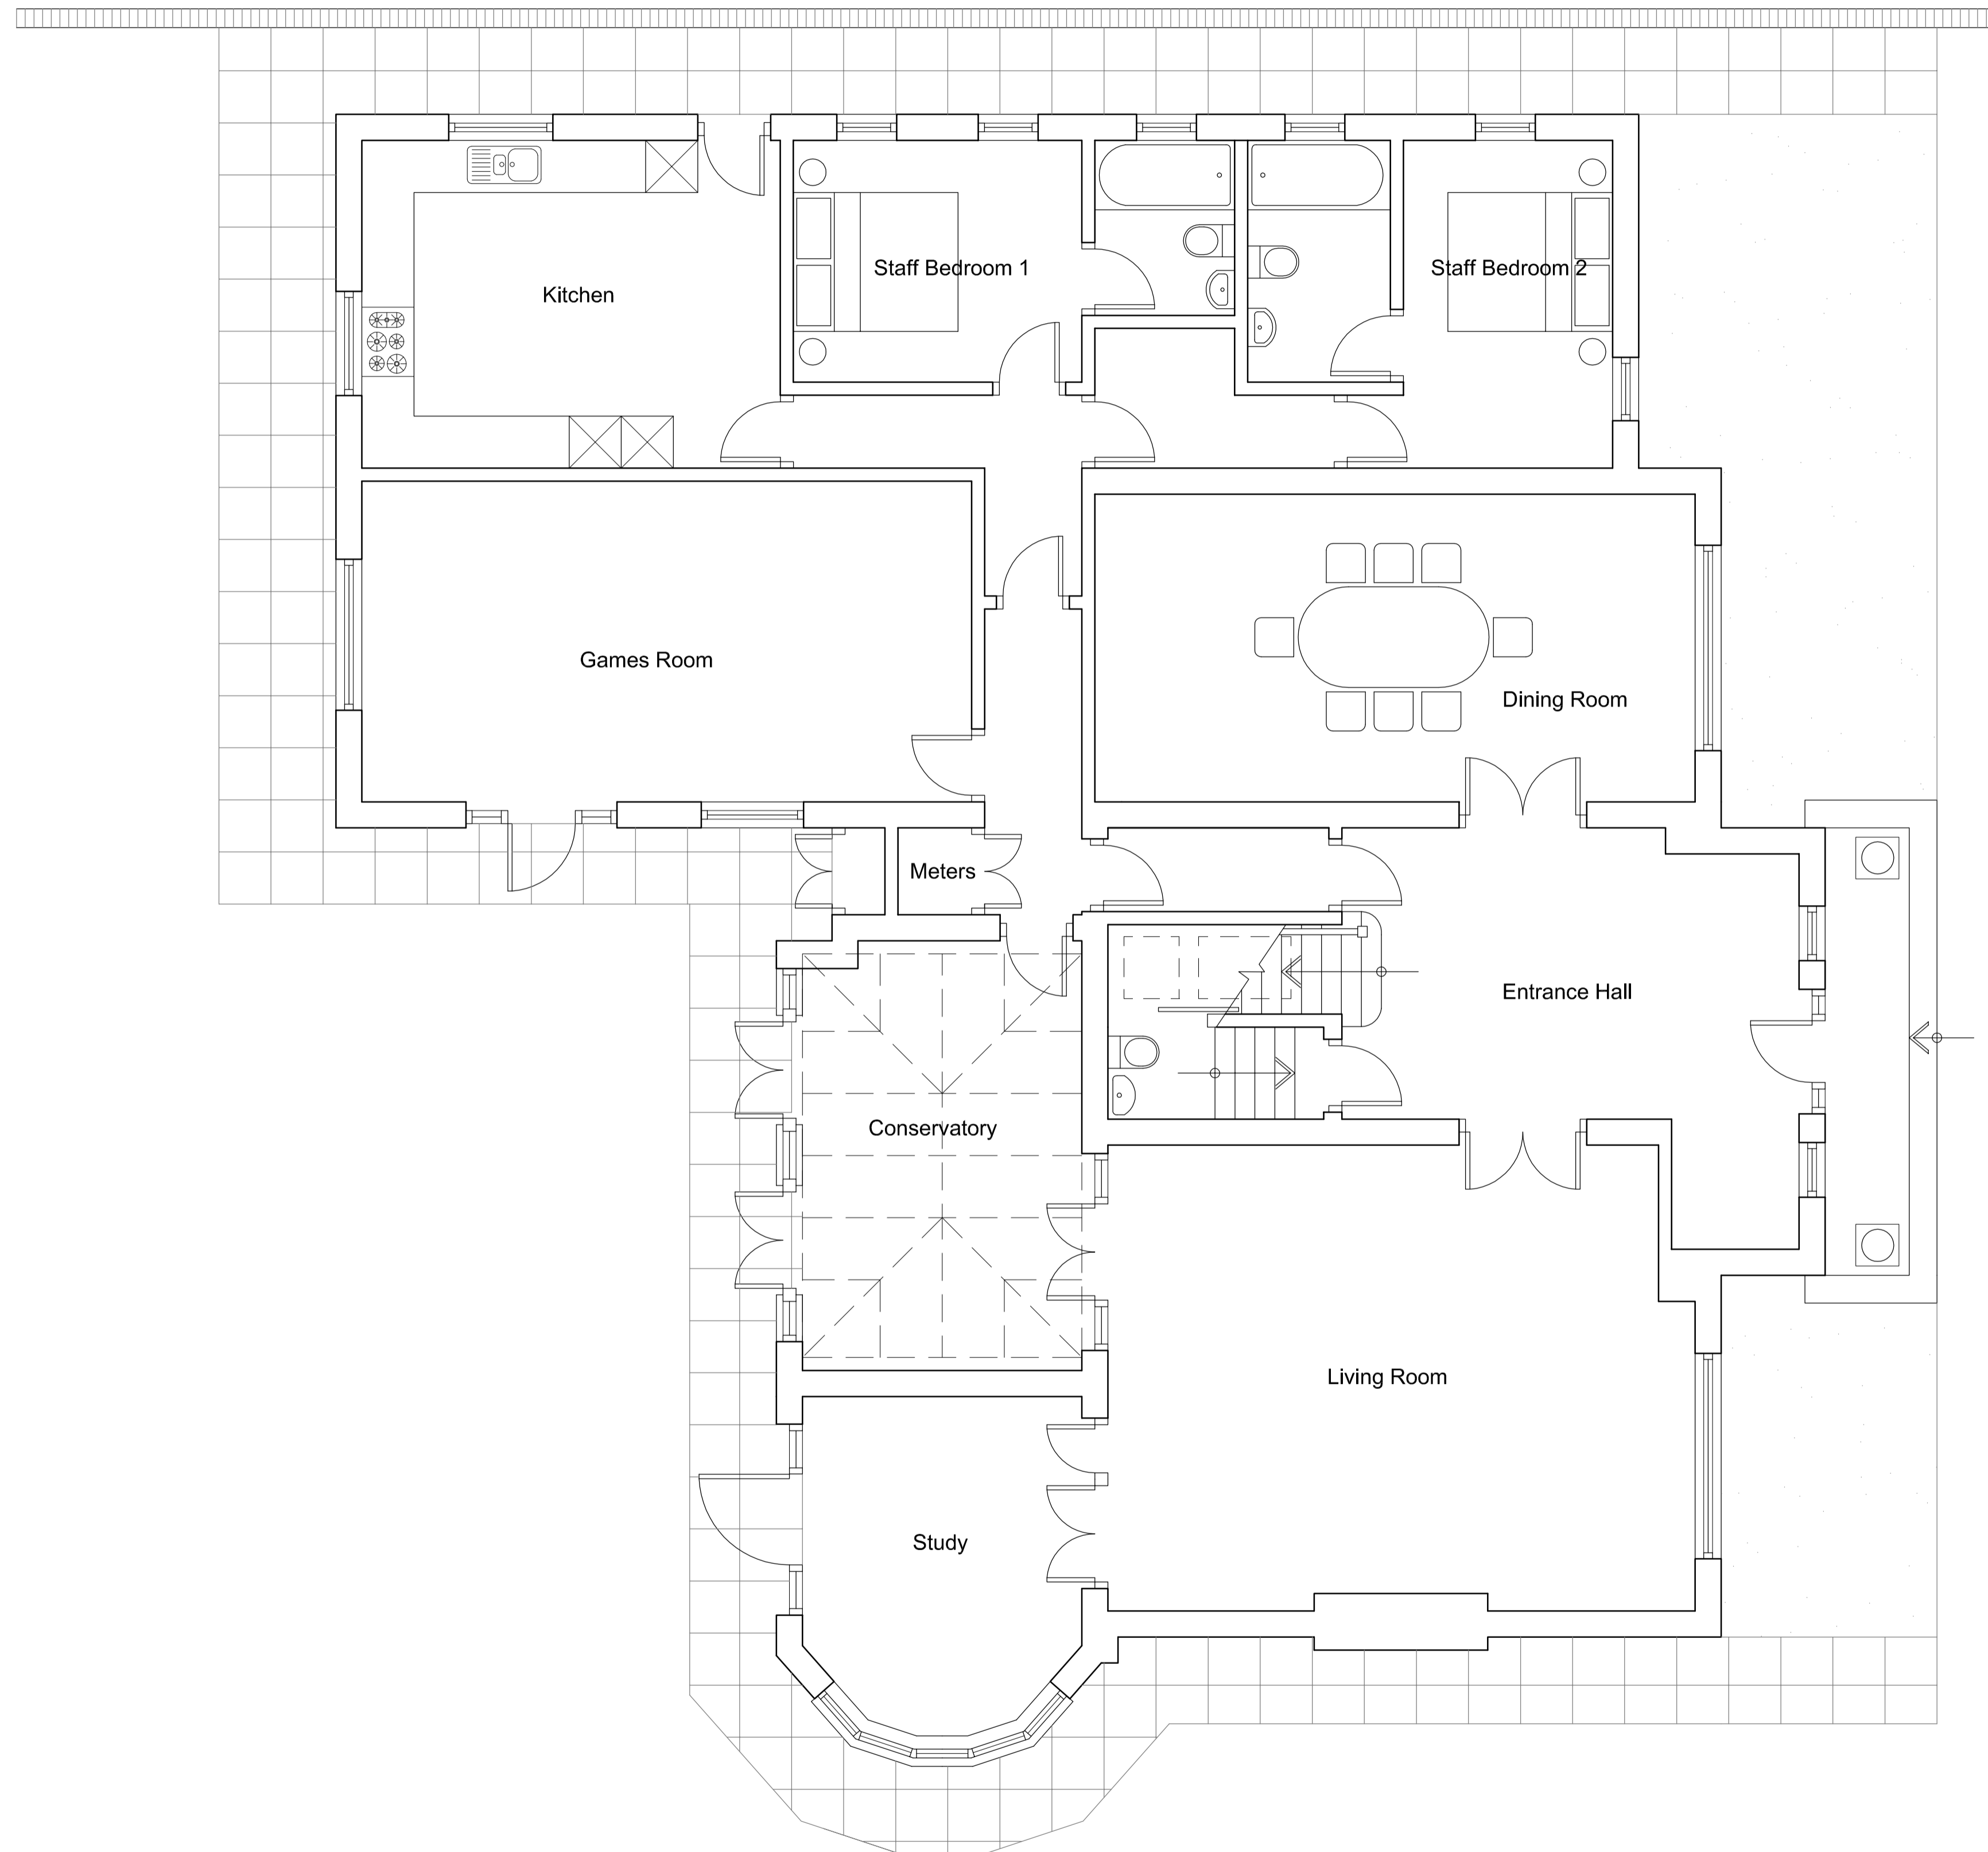 Staff Bedroom 1
Staff Bedroom 2
Kitchen
Games Room
Dining Room
Meters
Entrance Hall
Conservatory
Living Room
Study